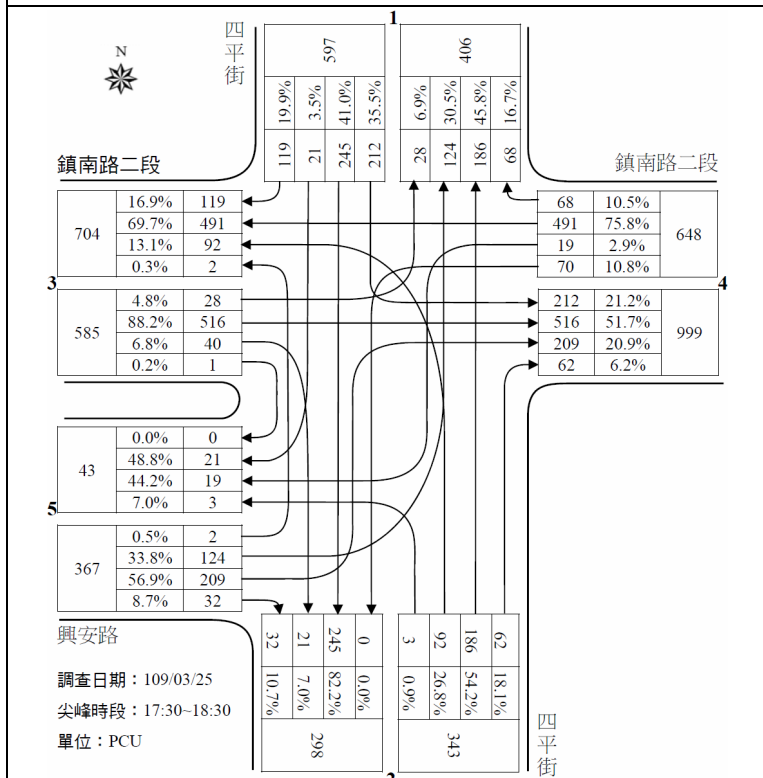 1
四平街
N
597
406
19.9% 3.5% 41.0% 35.5%
6.9% 30.5% 45.8% 16.7%
119 21 245 212
28 124 186 68
鎮南路二段
鎮南路二段
704
16.9% 119
69.7% 491
13.1% 92
0.3% 2
68 10.5%
491 75.8%
19 2.9%
70 10.8%
648
3
4
585
4.8% 28
88.2% 516
6.8% 40
0.2% 1
212 21.2%
516 51.7%
209 20.9%
62 6.2%
999
43
0.0% 0
48.8% 21
44.2% 19
7.0% 3
5
367
0.5% 2
33.8% 124
56.9% 209
8.7% 32
興安路
32 21 245 0
3 92 186 62
10.7% 7.0% 82.2% 0.0%
0.9% 26.8% 54.2% 18.1%
298
343
調查日期：109/03/25
尖峰時段：17:30~18:30
單位：PCU
四平街
2